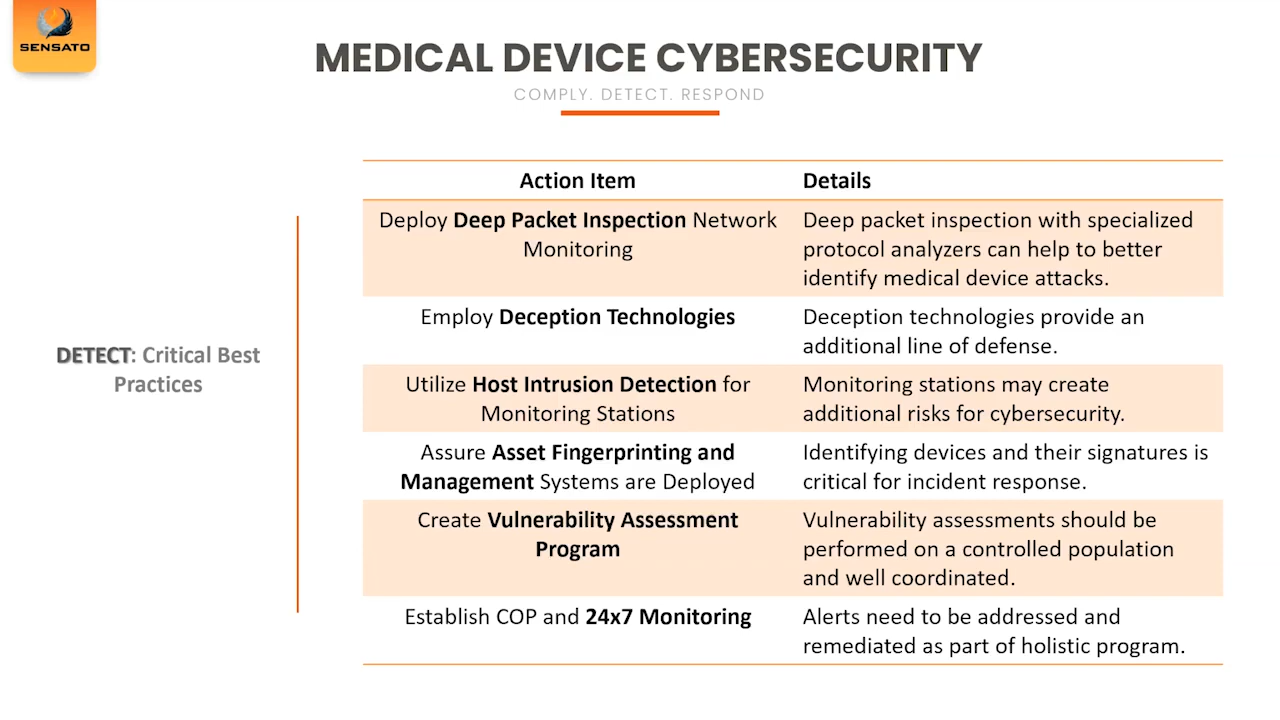 SENSATO
MEDICAL DEVICE CYBERSECURITY
COMPLY. DETECT. RESPOND
DETECT: Critical Best
Practices
Action Item
Details
Deploy Deep Packet Inspection Network
Monitoring
Deep packet inspection with specialized
protocol analyzers can help to better
identify medical device attacks.
Employ Deception Technologies
Deception technologies provide an
additional line of defense.
Utilize Host Intrusion Detection for
Monitoring Stations
Monitoring stations may create
additional risks for cybersecurity.
Assure Asset Fingerprinting and
Management Systems are Deployed
Identifying devices and their signatures is
critical for incident response.
Create Vulnerability Assessment
Program
Vulnerability assessments should be
performed on a controlled population
and well coordinated.
Establish COP and 24x7 Monitoring
Alerts need to be addressed and
remediated as part of holistic program.